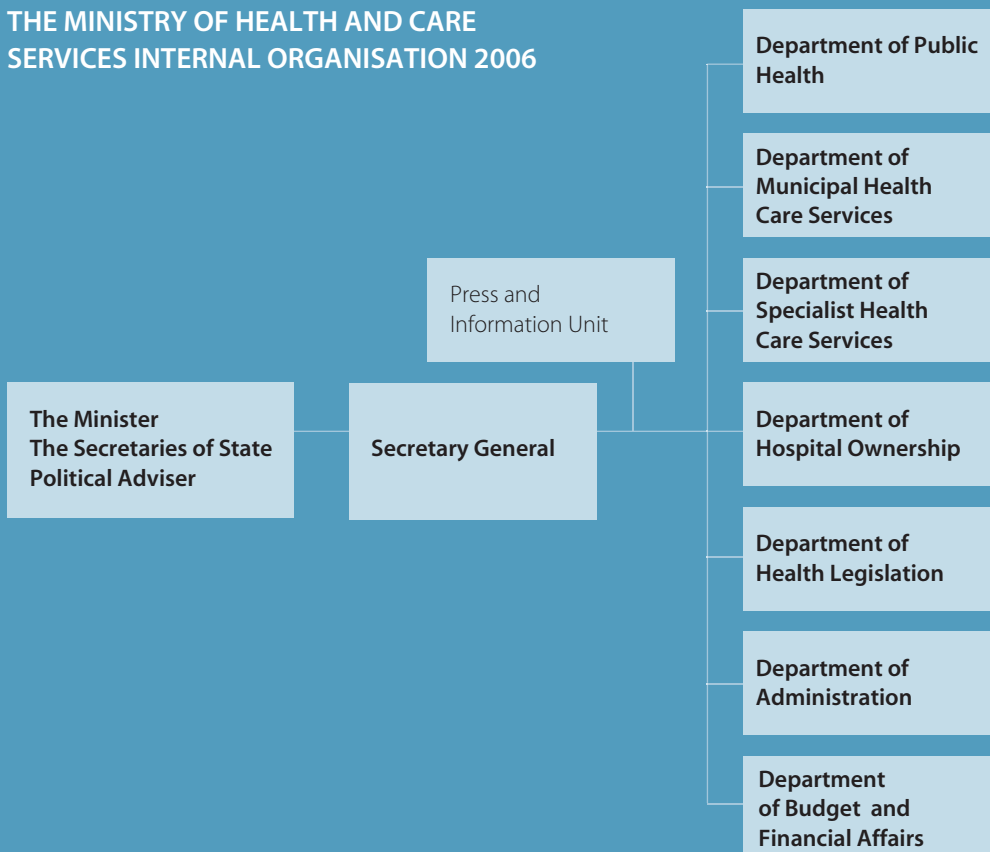 THE MINISTRY OF HEALTH AND CARE
SERVICES INTERNAL ORGANISATION 2006
The Minister
The Secretaries of State
Political Adviser
Secretary General
Press and
Information Unit
Department of Public
Health
Department of
Municipal Health
Care Services
Department of
Specialist Health
Care Services
Department of
Hospital Ownership
Department of
Health Legislation
Department of
Administration
Department
of Budget and
Financial Affairs